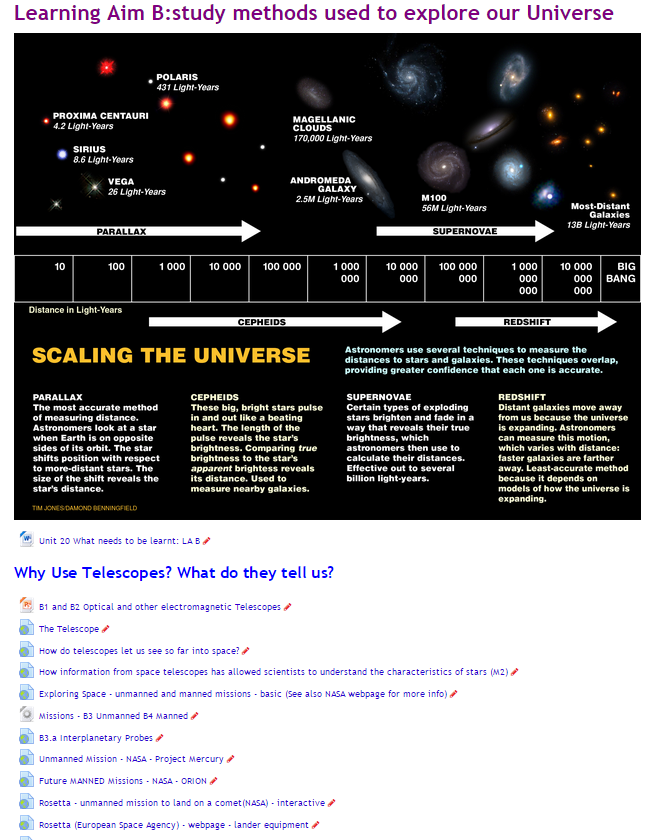 Learning Aim B:study methods used to explore our Universe
POLARIS
431 Light-Years
PROXIMA CENTAURI
4.2 Light-Years
SIRIUS
8.6 Light-Years
VEGA
26 Light-Years
MAGELLANIC
CLOUDS
170,000 Light-Years
ANDROMEDA
GALAXY
2.5M Light-Years
M100
56M Light-Years
Most-Distant
Galaxies
13B Light-Years
PARALLAX
SUPERNOVAE
10
100
1 000
10 000
100 000
1 000
000
10 000
000
100 000
000
1 000
000
000
10 000
000
000
BIG
BANG
Distance in Light-Years
CEPHEIDS
REDSHIFT
SCALING THE UNIVERSE
Astronomers use several techniques to measure the
distances to stars and galaxies. These techniques overlap,
providing greater confidence that each one is accurate.
PARALLAX
The most accurate method
of measuring distance.
Astronomers look at a star
when Earth is on opposite
sides of its orbit. The star
shifts position with respect
to more-distant stars. The
size of the shift reveals the
star's distance.
CEPHEIDS
These big, bright stars pulse
in and out like a beating
heart. The length of the
pulse reveals the star's
brightness. Comparing true
brightness to the star's
apparent brightess reveals
its distance. Used to
measure nearby galaxies.
SUPERNOVAE
Certain types of exploding
stars brighten and fade in a
way that reveals their true
brightness, which
astronomers then use to
calculate their distances.
Effective out to several
billion light-years.
REDSHIFT
Distant galaxies move away
from us because the universe
is expanding. Astronomers
can measure this motion,
which varies with distance:
faster galaxies are farther
away. Least-accurate method
because it depends on
models of how the universe is
expanding.
TIM JONES/DAMOND BENNINGFIELD
Unit 20 What needs to be learnt: LA B
Why Use Telescopes? What do they tell us?
B1 and B2 Optical and other electromagnetic Telescopes
The Telescope
How do telescopes let us see so far into space?
How information from space telescopes has allowed scientists to understand the characteristics of stars (M2)
Exploring Space - unmanned and manned missions - basic (See also NASA webpage for more info)
Missions - B3 Unmanned B4 Manned
B3.a Interplanetary Probes
Unmanned Mission - NASA - Project Mercury
Future MANNED Missions - NASA - ORION
Rosetta - unmanned mission to land on a comet(NASA) - interactive
Rosetta (European Space Agency) - webpage - lander equipment